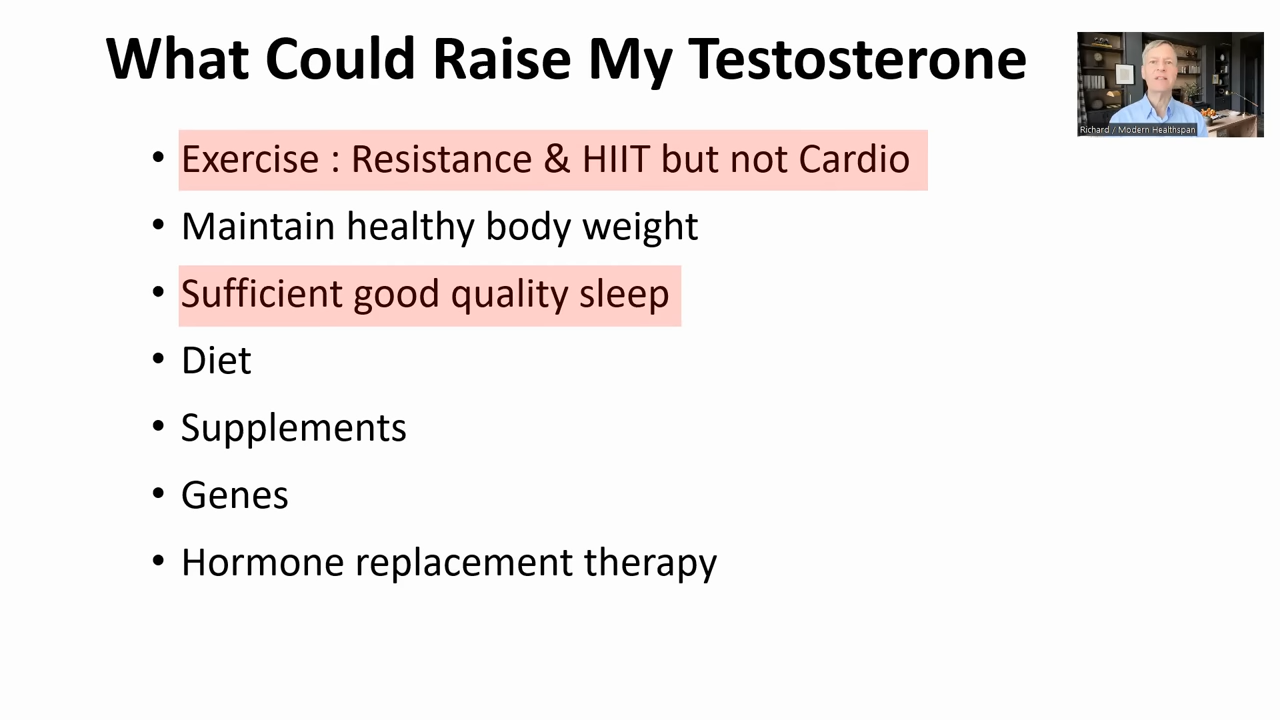 What Could Raise My Testosterone
Richard / Modern Healthspan
• Exercise : Resistance & HIIT but not Cardio
• Maintain healthy body weight
• Sufficient good quality sleep
• Diet
• Supplements
• Genes
• Hormone replacement therapy